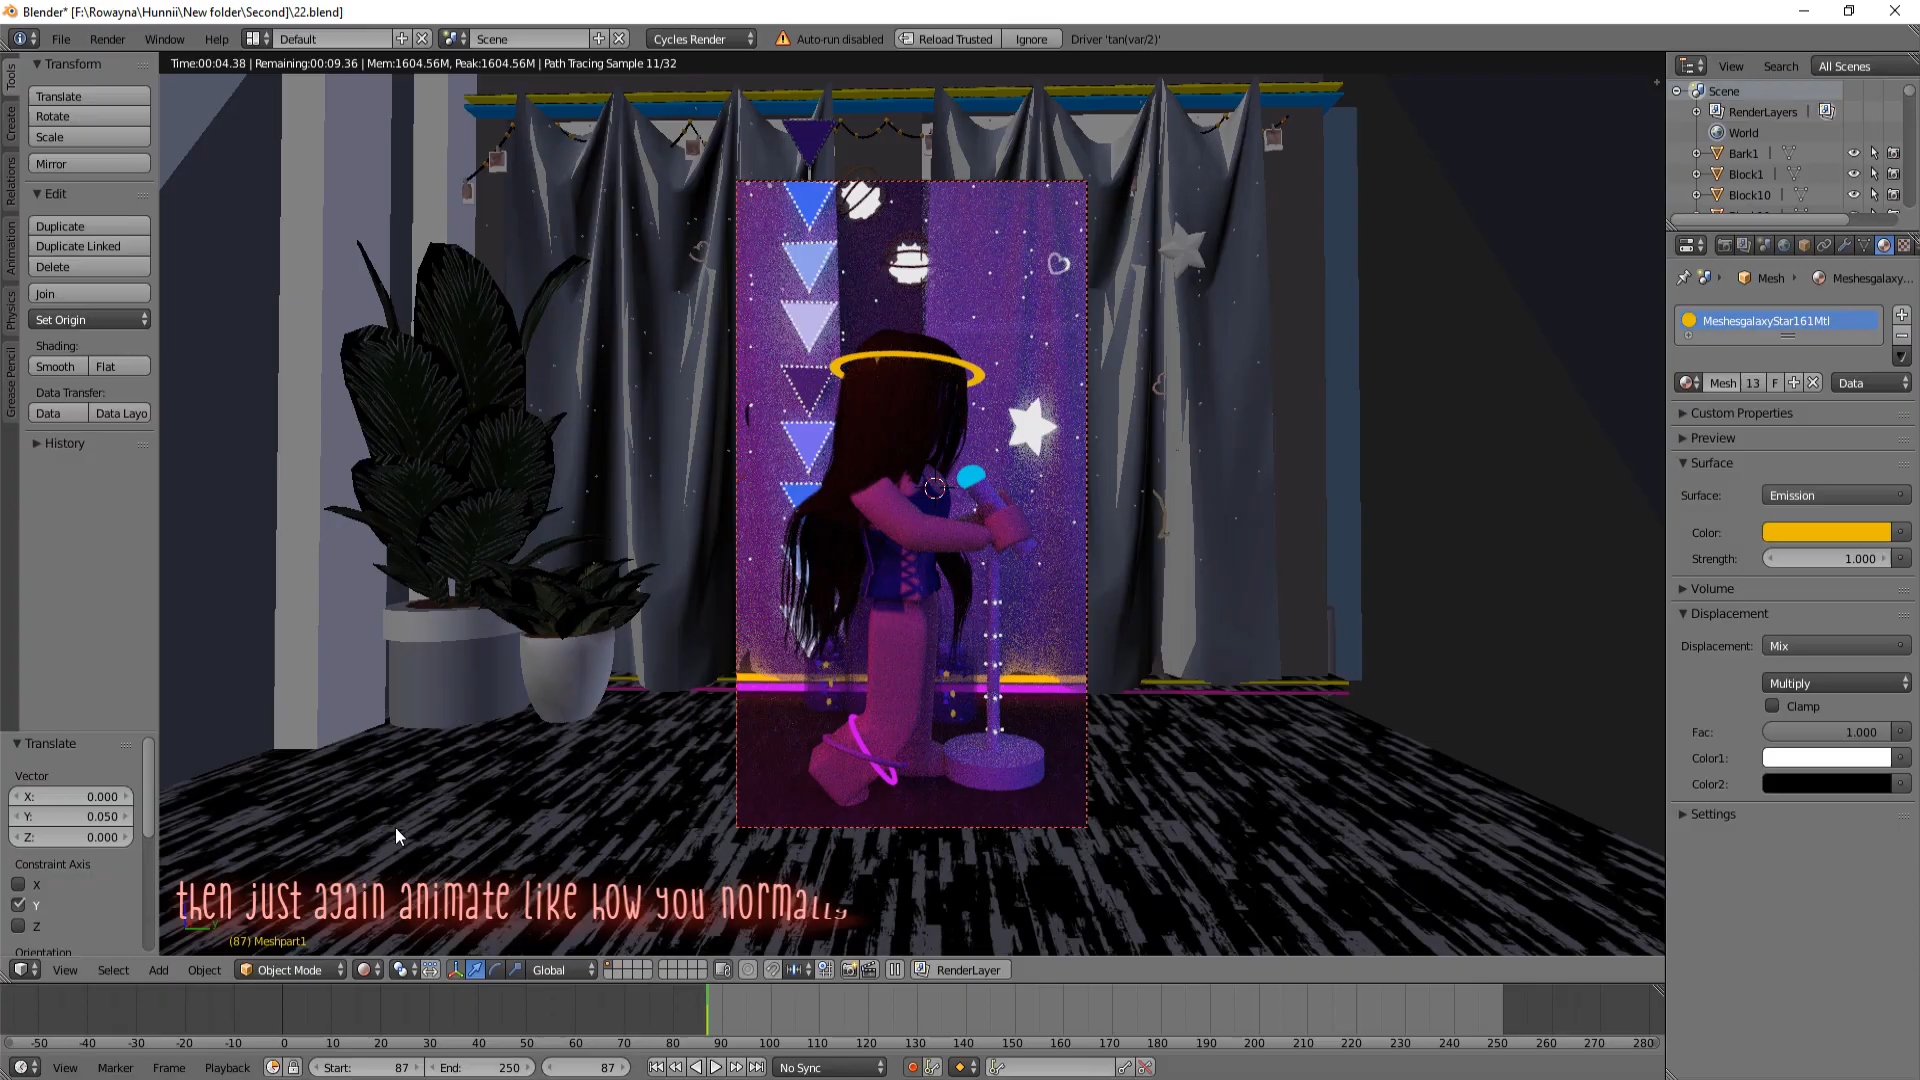 Blender* [F:\Rowayna\Hunnii\New folder\Second]\22.blend]
File Render Window Help Default Scene Cycles Render Auto-run disabled Reload Trusted Ignore Driver 'tan(var/2)'
Time:00:04.38 | Remaining:00:09.36 | Mem:1604.56M, Peak:1604.56M | Path Tracing Sample 11/32
Tools
Create
Relations
Animation
Physics
Grease Pencil
Transform
Translate
Rotate
Scale
Mirror
Edit
Duplicate
Duplicate Linked
Delete
Join
Set Origin
Shading:
Smooth Flat
Data Transfer:
Data Data Layo
History
Translate
Vector
X: 0.000
Y: 0.050
Z: 0.000
Constraint Axis
X
Y
Z
Orientation
then just again animate like how you normally
(87) Meshpart1
View Search All Scenes
Scene
RenderLayers
World
Bark1
Block1
Block10
Mesh Meshesgalaxy...
MeshesgalaxyStar161Mtl
Mesh 13 F Data
Custom Properties
Preview
Surface
Surface: Emission
Color:
Strength: 1.000
Volume
Displacement
Displacement: Mix
Multiply
Clamp
Fac: 1.000
Color1:
Color2:
Settings
View Select Add Object Object Mode Global RenderLayer
-50 -40 -30 -20 -10 0 10 20 30 40 50 60 70 80 90 100 110 120 130 140 150 160 170 180 190 200 210 220 230 240 250 260 270 280
View Marker Frame Playback Start: 87 End: 250 87 No Sync